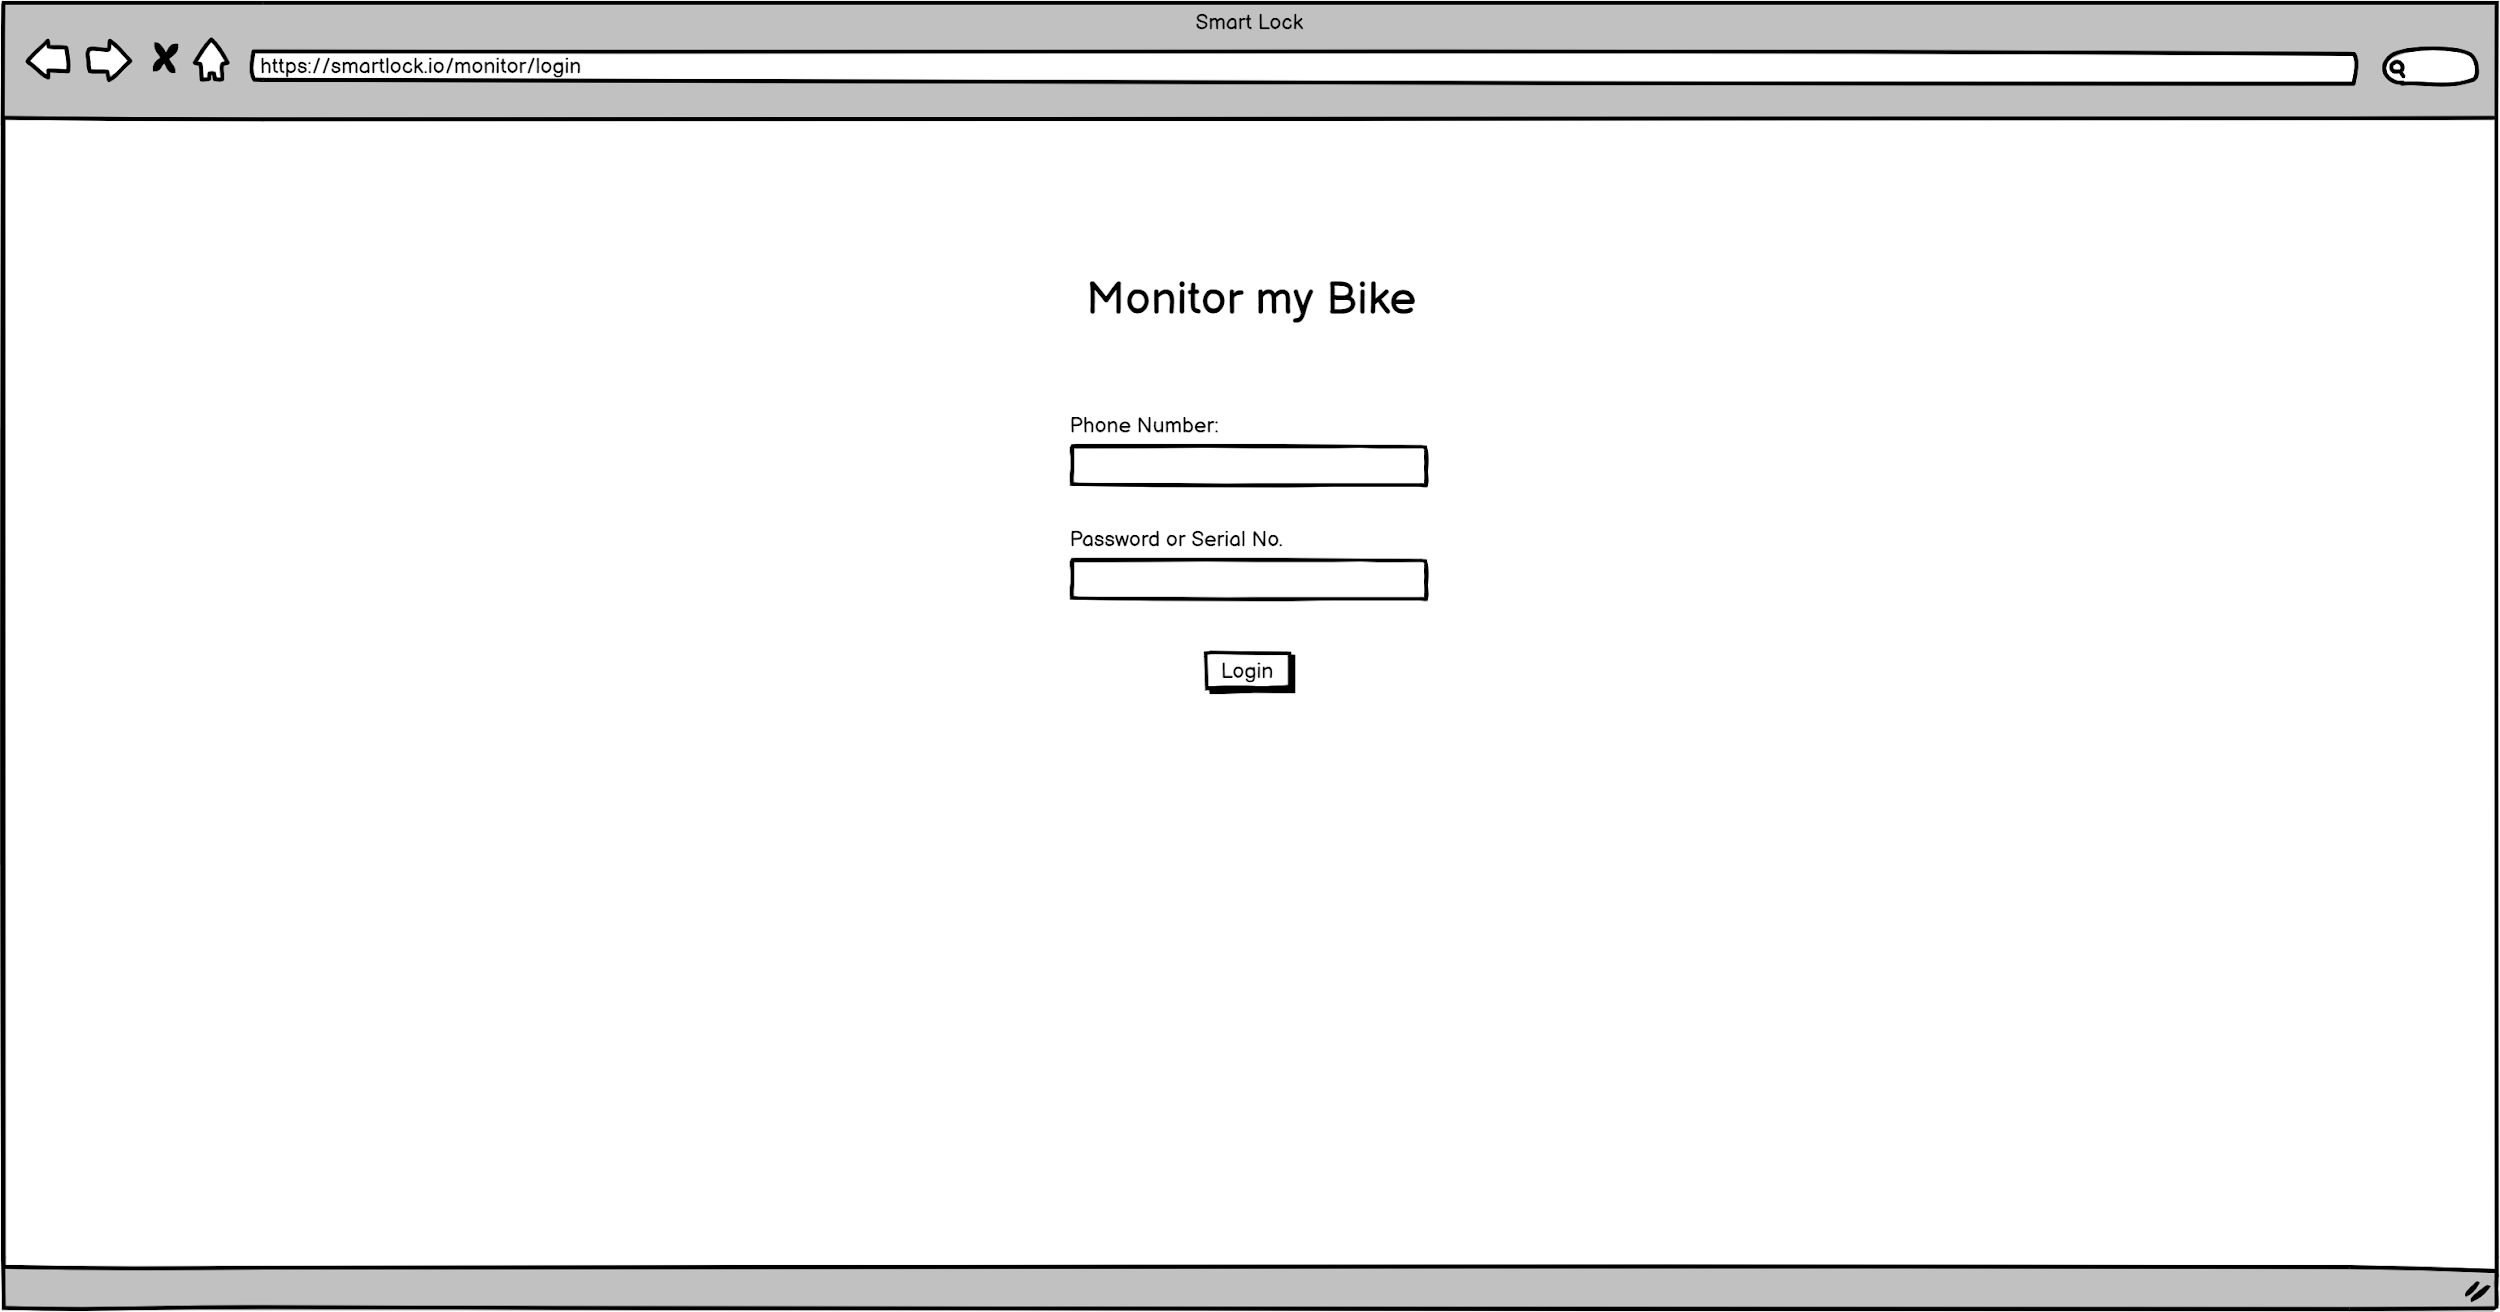 Smart Lock
https://smartlock.io/monitor/login
Monitor my Bike
Phone Number:
Password or Serial No.
Login